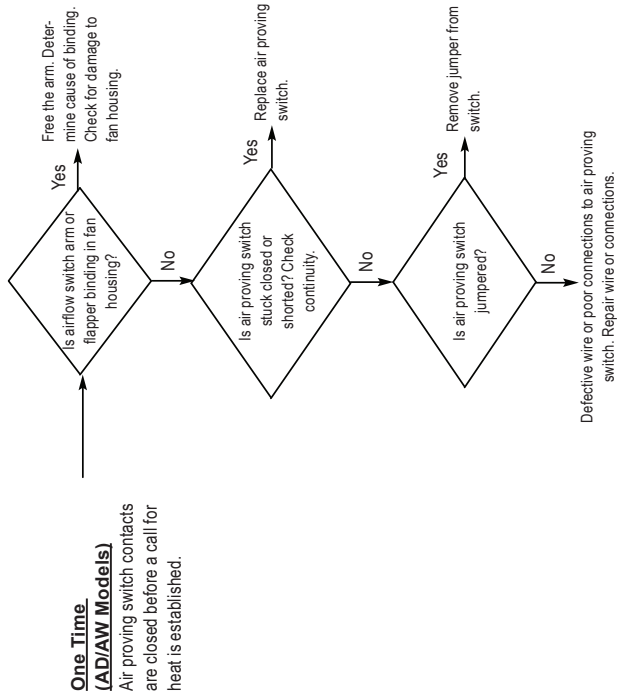 One Time
(AD/AW Models)
Air proving switch contacts
are closed before a call for
heat is established.
Is airflow switch arm or
flapper binding in fan
housing?
Yes
Free the arm. Deter-
mine cause of binding.
Check for damage to
fan housing.
No
Is air proving switch
stuck closed or
shorted? Check
continuity.
Yes
Replace air proving
switch.
No
Is air proving switch
jumpered?
Yes
Remove jumper from
switch.
No
Defective wire or poor connections to air proving
switch. Repair wire or connections.